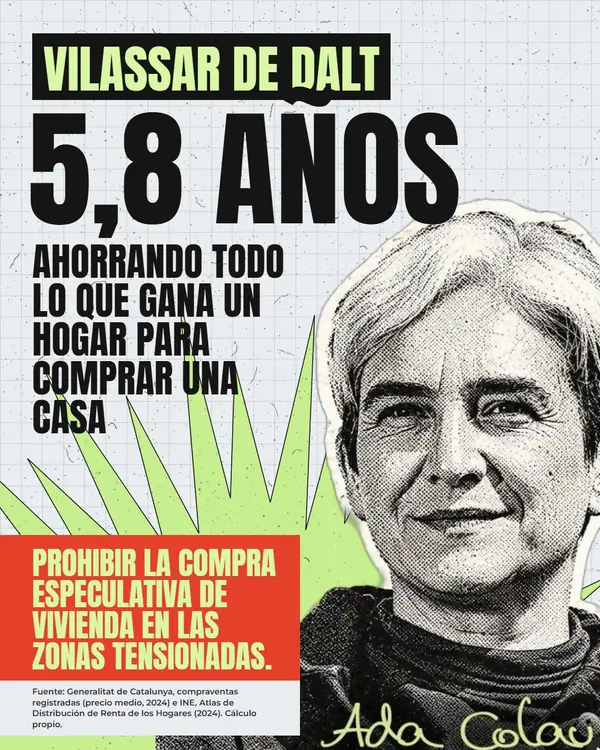 VILASSAR DE DALT
5,8 AÑOS
AHORRANDO TODO
LO QUE GANA UN
HOGAR PARA
COMPRAR UNA
CASA
PROHIBIR LA COMPRA
ESPECULATIVA DE
VIVIENDA EN LAS
ZONAS TENSIONADAS.
Fuente: Generalitat de Catalunya, compraventas
registradas (precio medio, 2024) e INE, Atlas de
Distribución de Renta de los Hogares (2024). Cálculo
propio.
Ada Colau